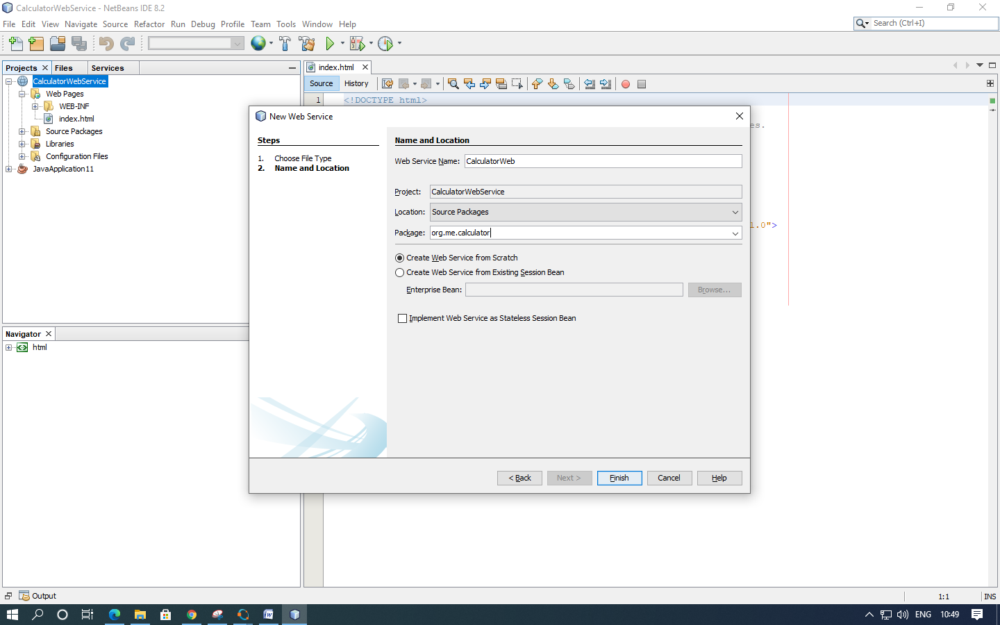 CalculatorWebService - NetBeans IDE 8.2
File Edit View Navigate Source Refactor Run Debug Profile Team Tools Window Help
Search (Ctrl+I)
Projects Files Services
index.html
CalculatorWebService
Source History
Web Pages
1 <!DOCTYPE html>
WEB-INF
index.html
Source Packages
Libraries
Configuration Files
JavaApplication11
es.
1.0">
New Web Service
Steps
1. Choose File Type
2. Name and Location
Name and Location
Web Service Name: CalculatorWeb
Project: CalculatorWebService
Location: Source Packages
Package: org.me.calculator
Create Web Service from Scratch
Create Web Service from Existing Session Bean
Enterprise Bean: Browse...
Implement Web Service as Stateless Session Bean
< Back Next > Finish Cancel Help
Navigator
html
Output
1:1 INS
ENG 10:49